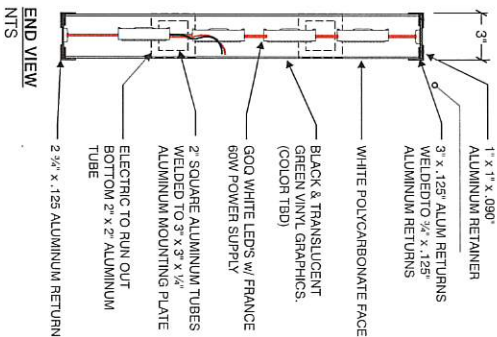 3"
1" x 1" x .090"
ALUMINUM RETAINER
3" x .125" ALUM RETURNS
WELDEDTO ¾" x .125"
ALUMINUM RETURNS
WHITE POLYCARBONATE FACE
BLACK & TRANSLUCENT
GREEN VINYL GRAPHICS.
(COLOR TBD)
GOQ WHITE LED'S w/ FRANCE
60W POWER SUPPLY
2" SQUARE ALUMINUM TUBES
WELDED TO 3" x 3" x ¼"
ALUMINUM MOUNTING PLATE
ELECTRIC TO RUN OUT
BOTTOM 2" x 2" ALUMINUM
TUBE
2 ¾" x .125 ALUMINUM RETURN
END VIEW
NTS